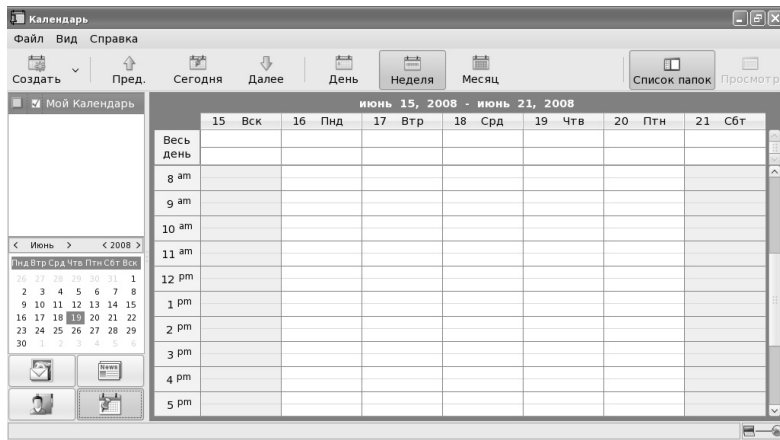 Календарь
Файл Вид Справка
Создать Пред. Сегодня Далее День Неделя Месяц Список папок Просмотр
Мой Календарь
июнь 15, 2008 - июнь 21, 2008
15 Вск 16 Пнд 17 Втр 18 Срд 19 Чтв 20 Птн 21 Сбт
Весь день
8 am
9 am
10 am
11 am
12 pm
1 pm
2 pm
3 pm
4 pm
5 pm
< Июнь > < 2008 >
Пнд Втр Срд Чтв Птн Сбт Вск
26 27 28 29 30 31 1
2 3 4 5 6 7 8
9 10 11 12 13 14 15
16 17 18 19 20 21 22
23 24 25 26 27 28 29
30 1 2 3 4 5 6
News